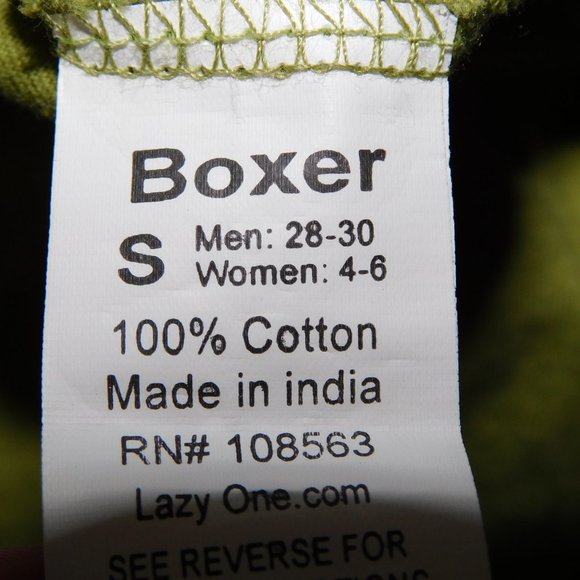 Boxer
S Men: 28-30
Women: 4-6
100% Cotton
Made in india
RN# 108563
Lazy One.com
SEE REVERSE FOR